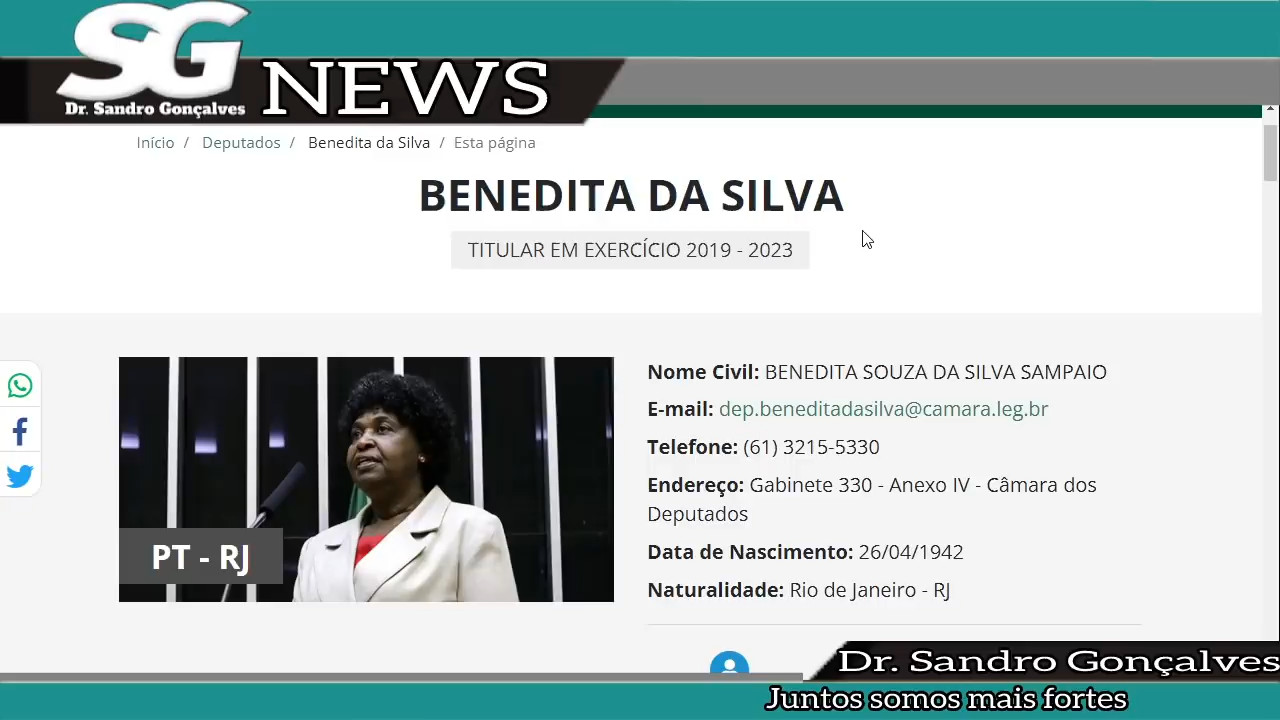 SG
Dr. Sandro Gonçalves
NEWS
Início / Deputados / Benedita da Silva / Esta página
BENEDITA DA SILVA
TITULAR EM EXERCÍCIO 2019 - 2023
PT - RJ
Nome Civil: BENEDITA SOUZA DA SILVA SAMPAIO
E-mail: dep.beneditadasilva@camara.leg.br
Telefone: (61) 3215-5330
Endereço: Gabinete 330 - Anexo IV - Câmara dos
Deputados
Data de Nascimento: 26/04/1942
Naturalidade: Rio de Janeiro - RJ
Dr. Sandro Gonçalves
Juntos somos mais fortes